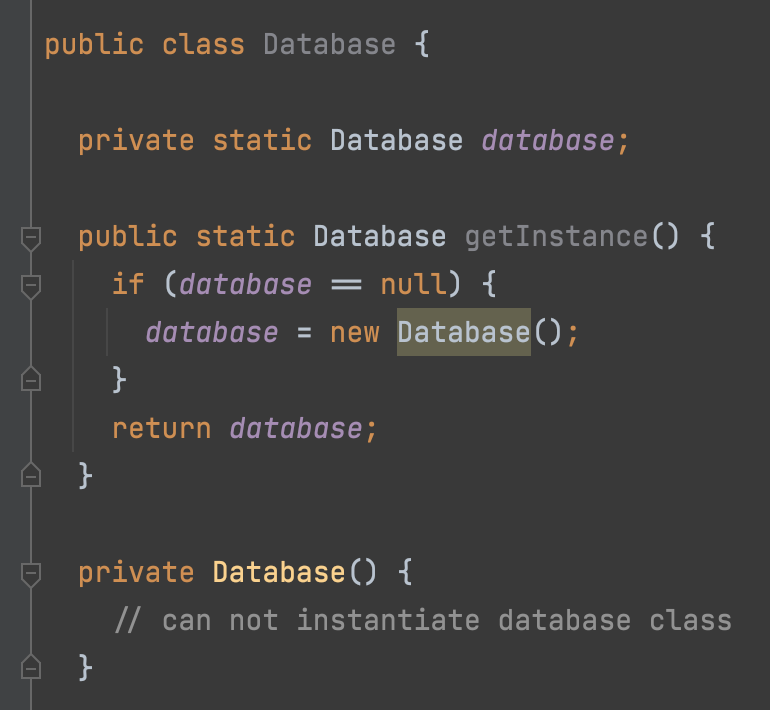 public class Database {
private static Database database;
public static Database getInstance() {
if (database == null) {
database = new Database();
}
return database;
}
private Database() {
// can not instantiate database class
}